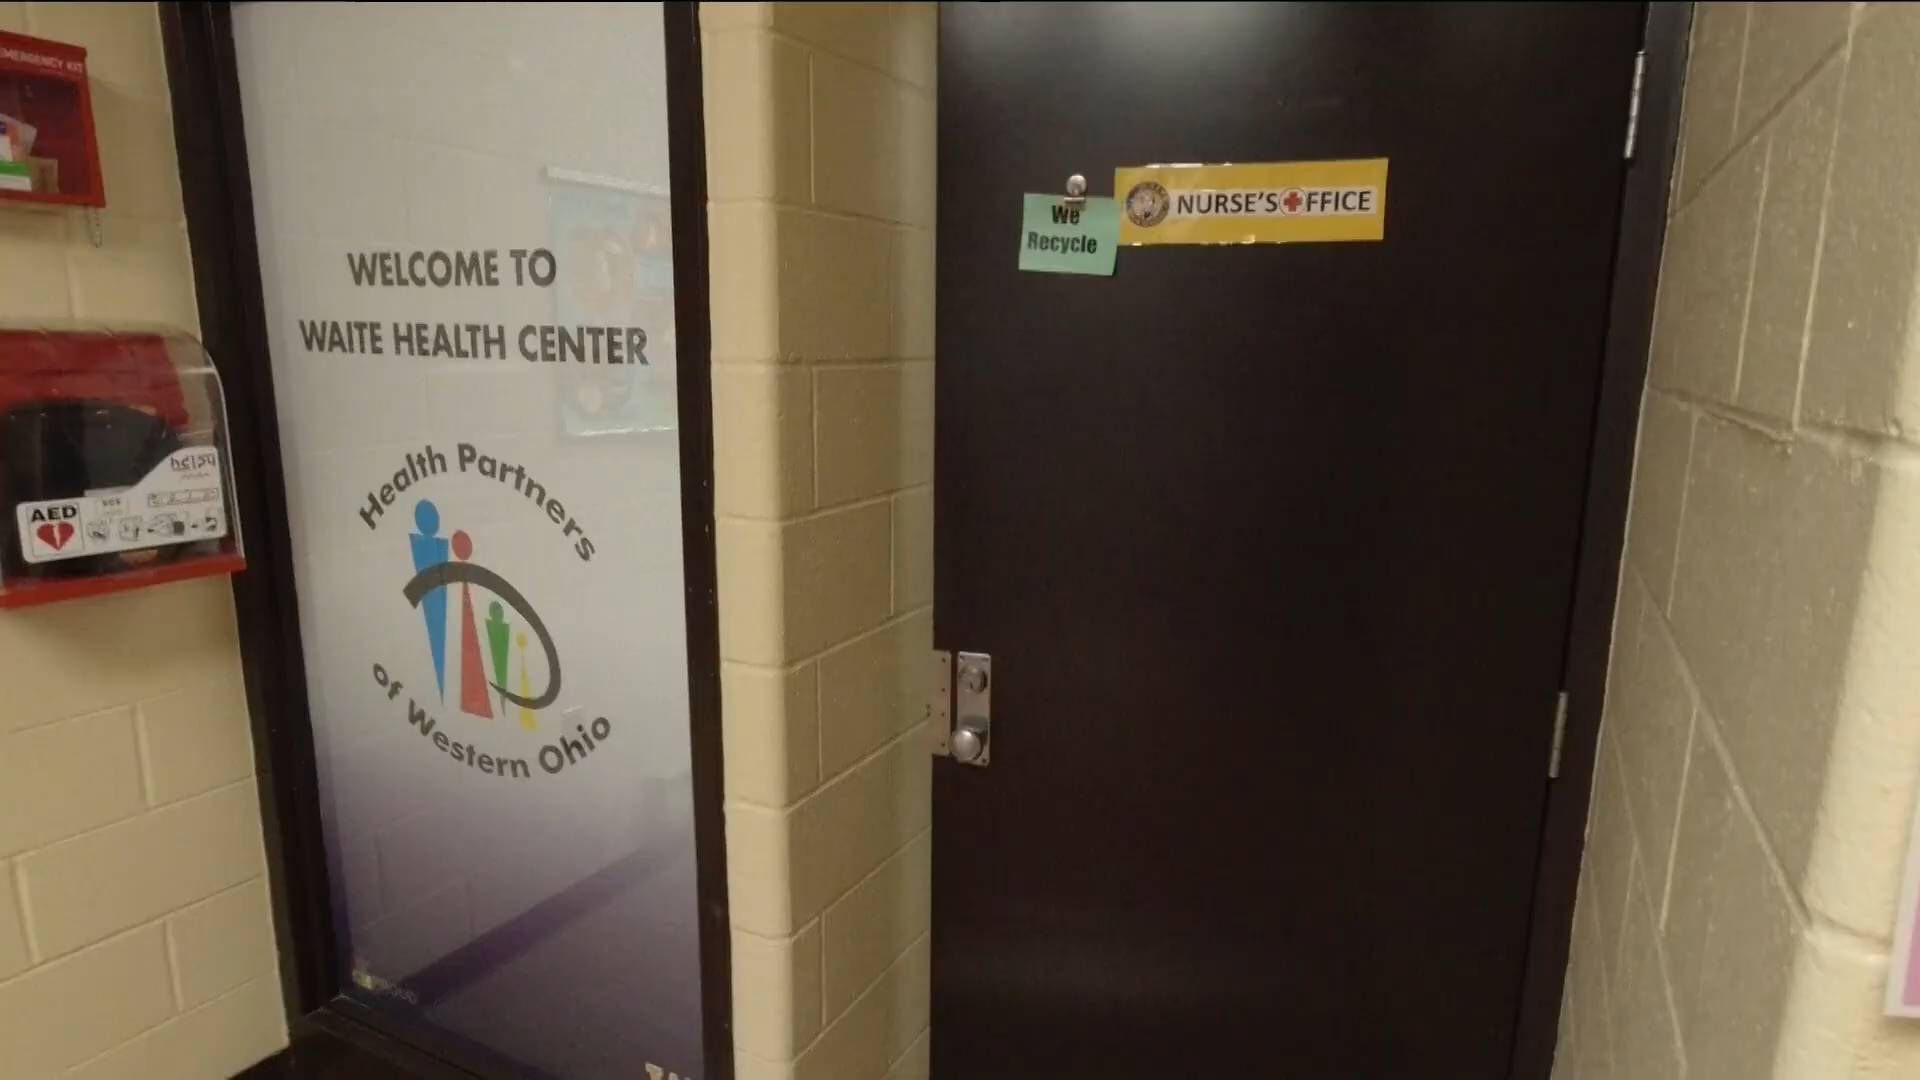 EMERGENCY KIT
AED
WELCOME TO
WAITE HEALTH CENTER
Health Partners
of Western Ohio
We
Recycle
NURSE'S OFFICE